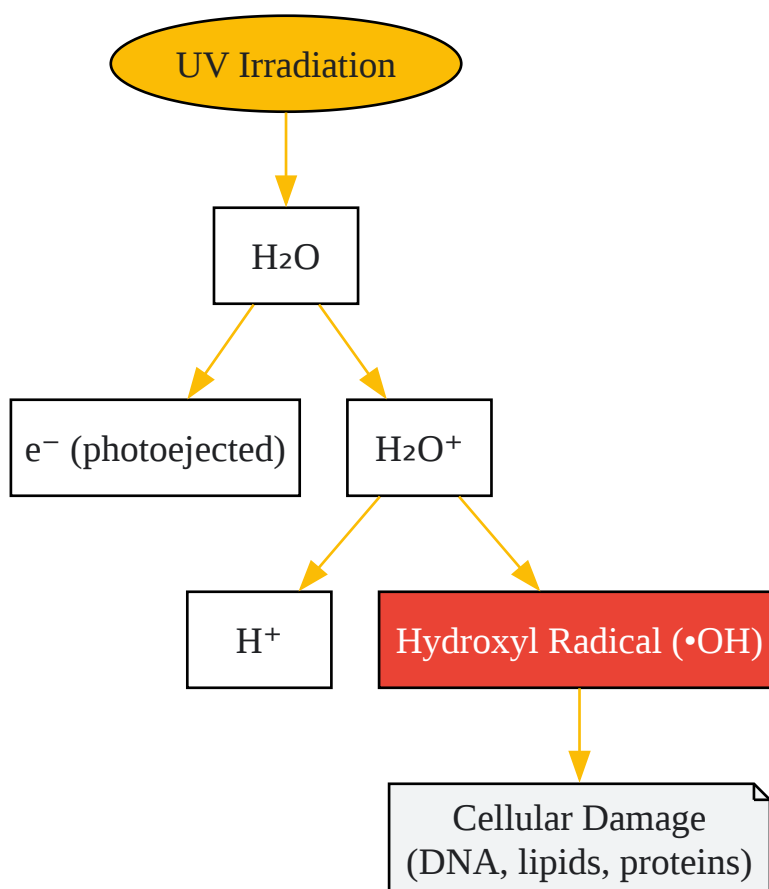 UV Irradiation
H₂O
e⁻ (photoejected)
H₂O⁺
H⁺
Hydroxyl Radical (•OH)
Cellular Damage
(DNA, lipids, proteins)